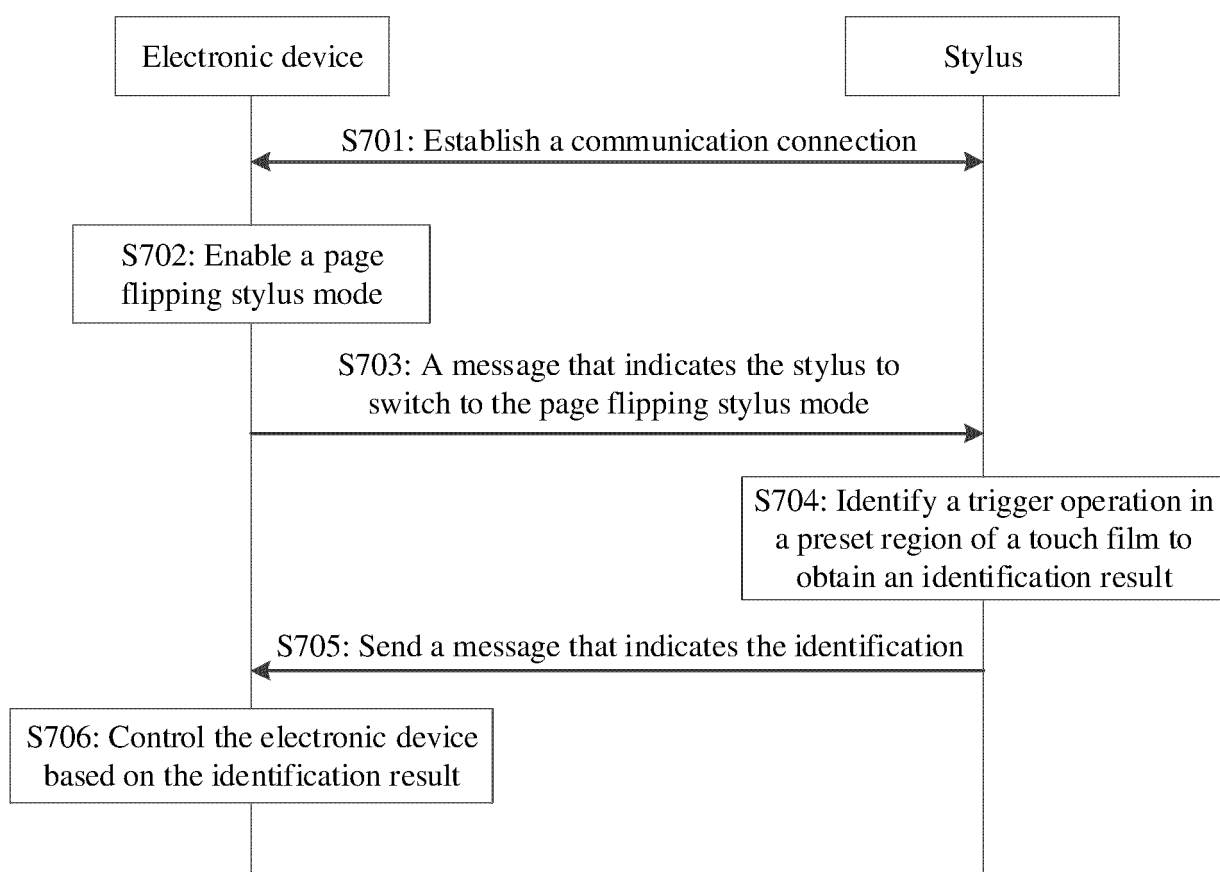 Electronic device
Stylus
S701: Establish a communication connection
S702: Enable a page
flipping stylus mode
S703: A message that indicates the stylus to
switch to the page flipping stylus mode
S704: Identify a trigger operation in
a preset region of a touch film to
obtain an identification result
S705: Send a message that indicates the identification
S706: Control the electronic device
based on the identification result